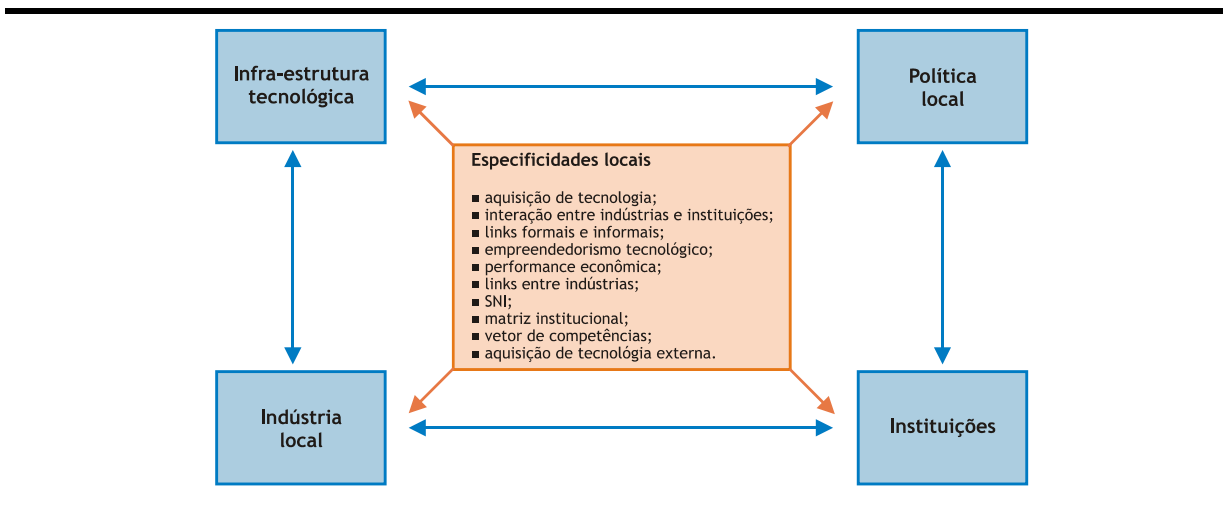 Infra-estrutura
tecnológica
Política
local
Especificidades locais
■ aquisição de tecnologia;
■ interação entre indústrias e instituições;
■ links formais e informais;
■ empreendedorismo tecnológico;
■ performance econômica;
■ links entre indústrias;
■ SNI;
■ matriz institucional;
■ vetor de competências;
■ aquisição de tecnológia externa.
Indústria
local
Instituições